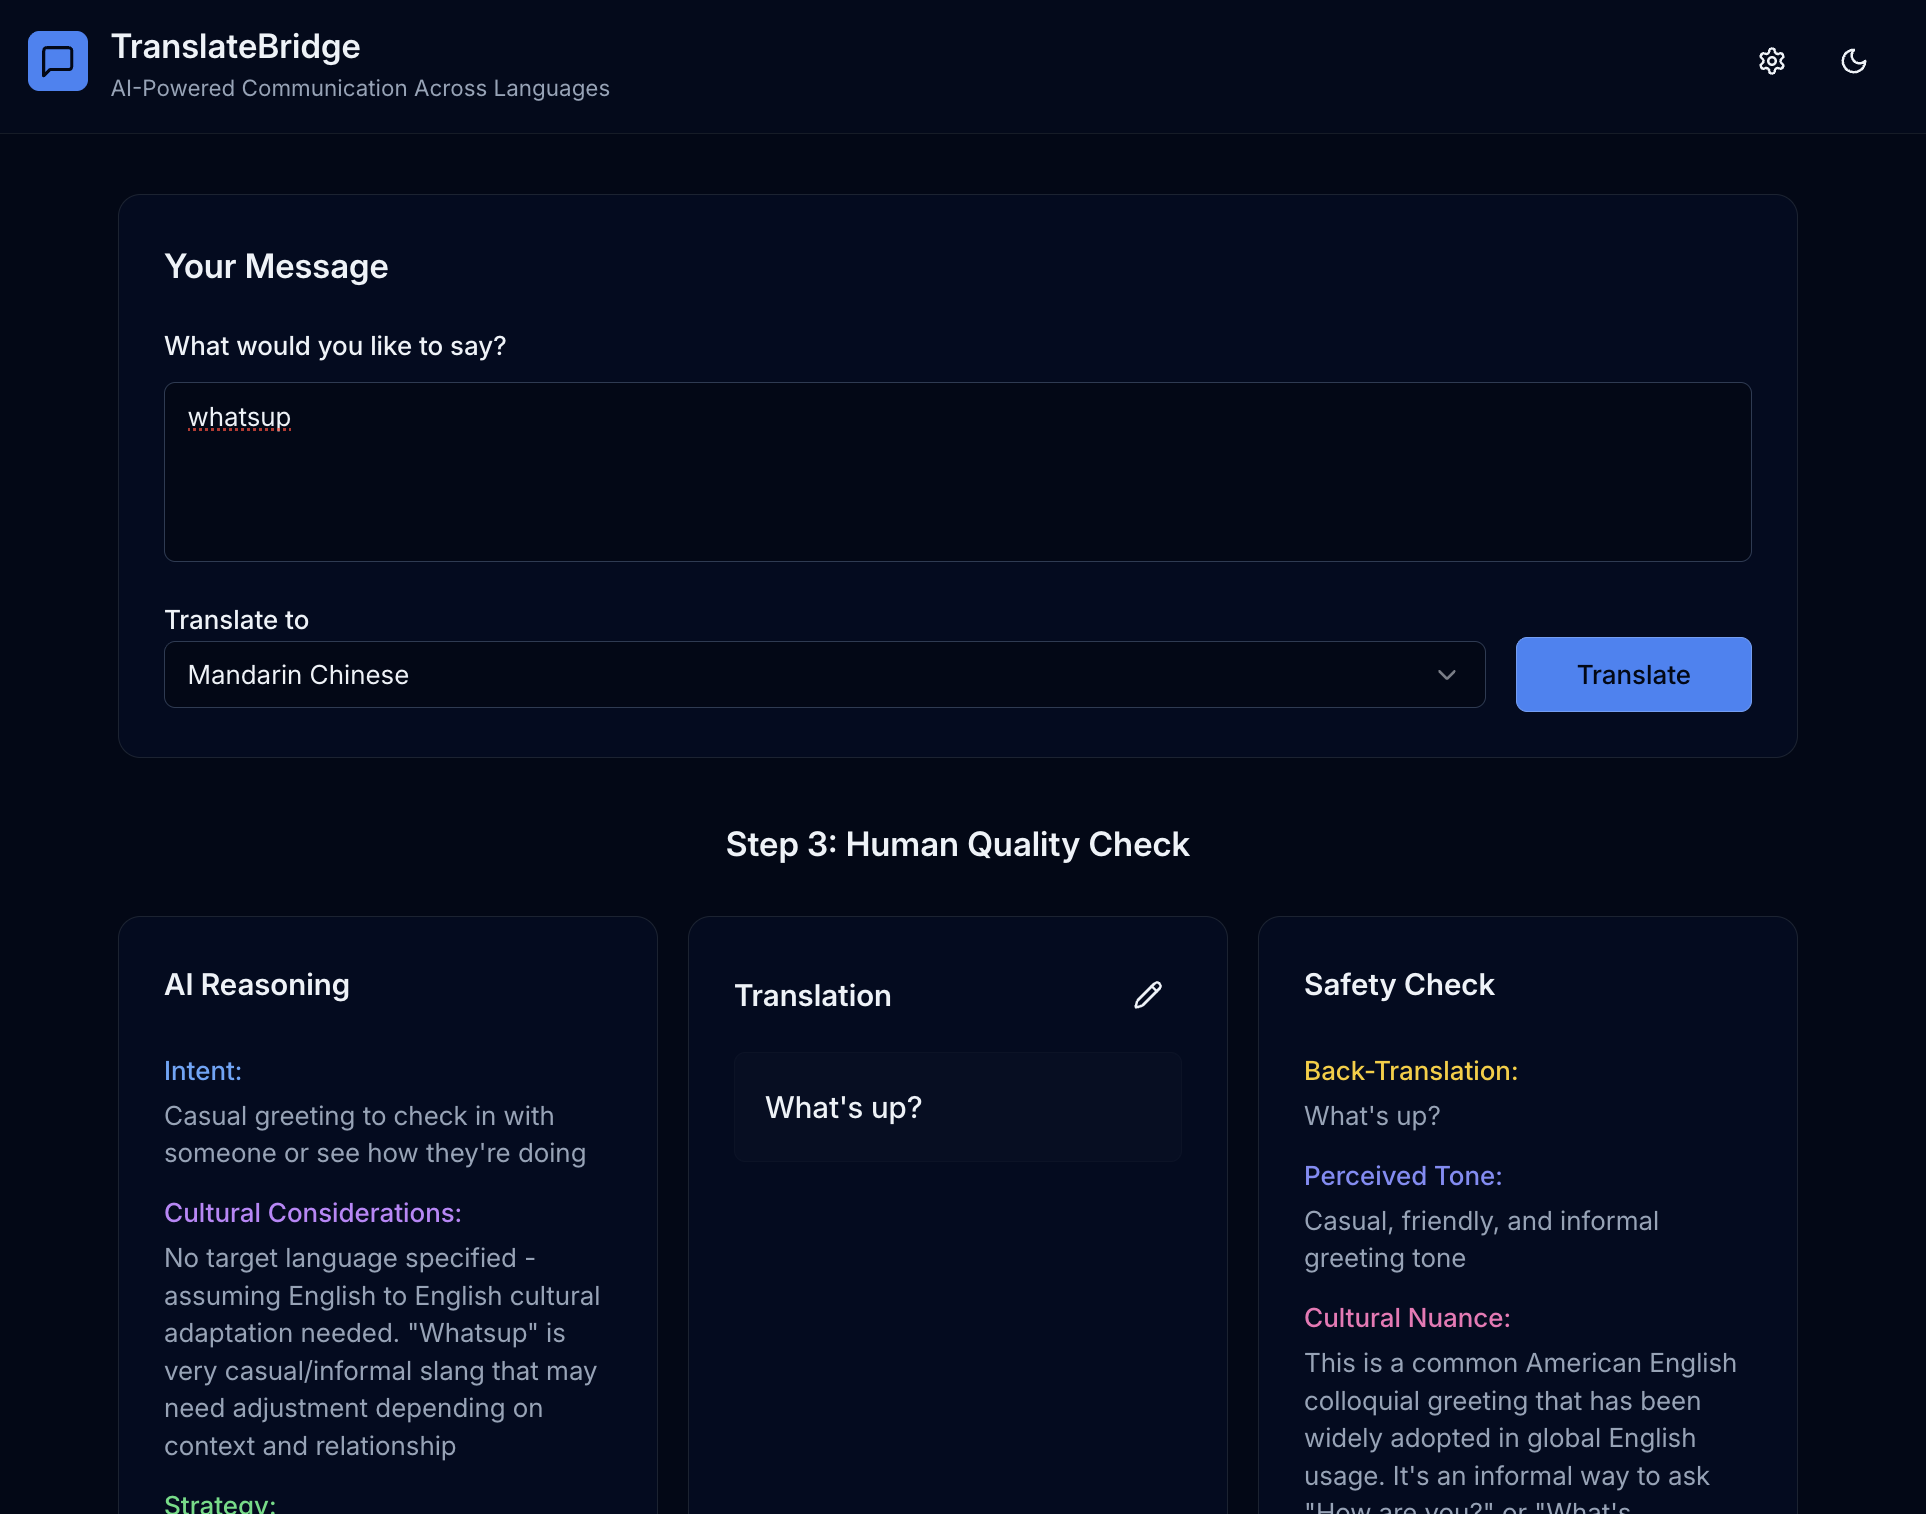 TranslateBridge
AI-Powered Communication Across Languages
Your Message
What would you like to say?
whatsup
Translate to
Mandarin Chinese
Translate
Step 3: Human Quality Check
AI Reasoning
Intent:
Casual greeting to check in with
someone or see how they're doing
Cultural Considerations:
No target language specified -
assuming English to English cultural
adaptation needed. "Whatsup" is
very casual/informal slang that may
need adjustment depending on
context and relationship
Strategy:
Translation
What's up?
Safety Check
Back-Translation:
What's up?
Perceived Tone:
Casual, friendly, and informal
greeting tone
Cultural Nuance:
This is a common American English
colloquial greeting that has been
widely adopted in global English
usage. It's an informal way to ask
"How are you?" or "What's